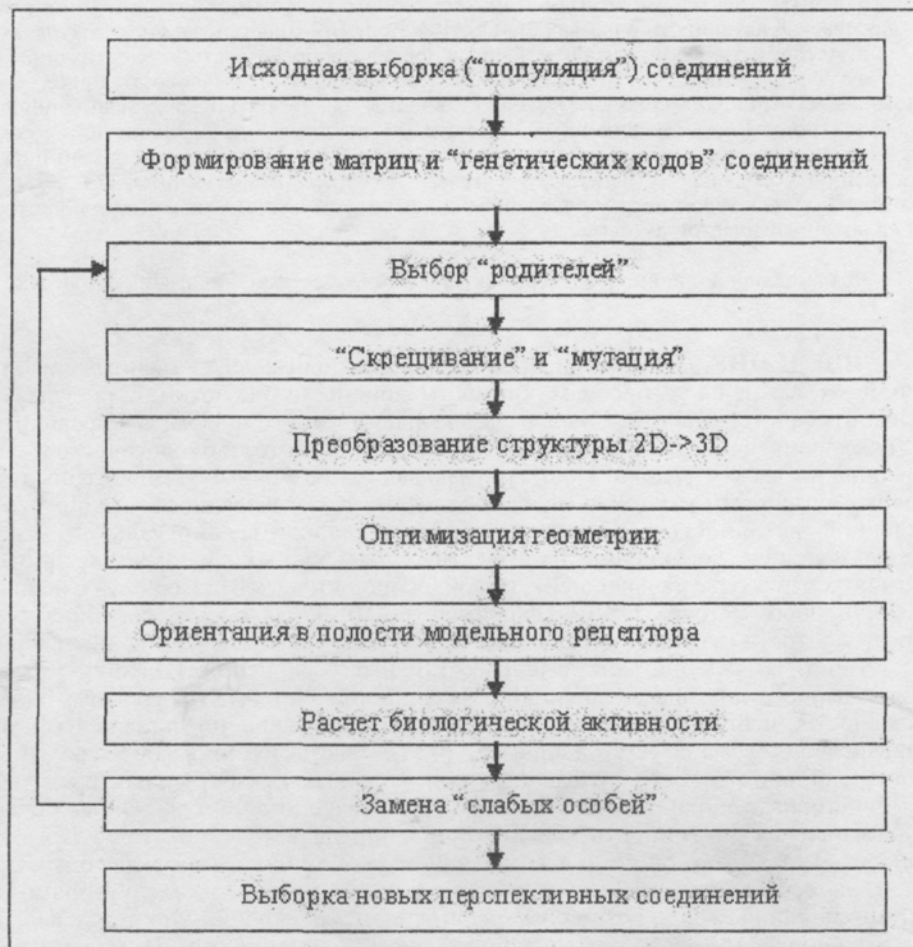 Исходная выборка (“популяция”) соединений
Формирование матриц и “генетических кодов” соединений
Выбор “родителей”
“Скрещивание” и “мутация”
Преобразование структуры 2D->3D
Оптимизация геометрии
Ориентация в полости модельного рецептора
Расчет биологической активности
Замена “слабых особей”
Выборка новых перспективных соединений